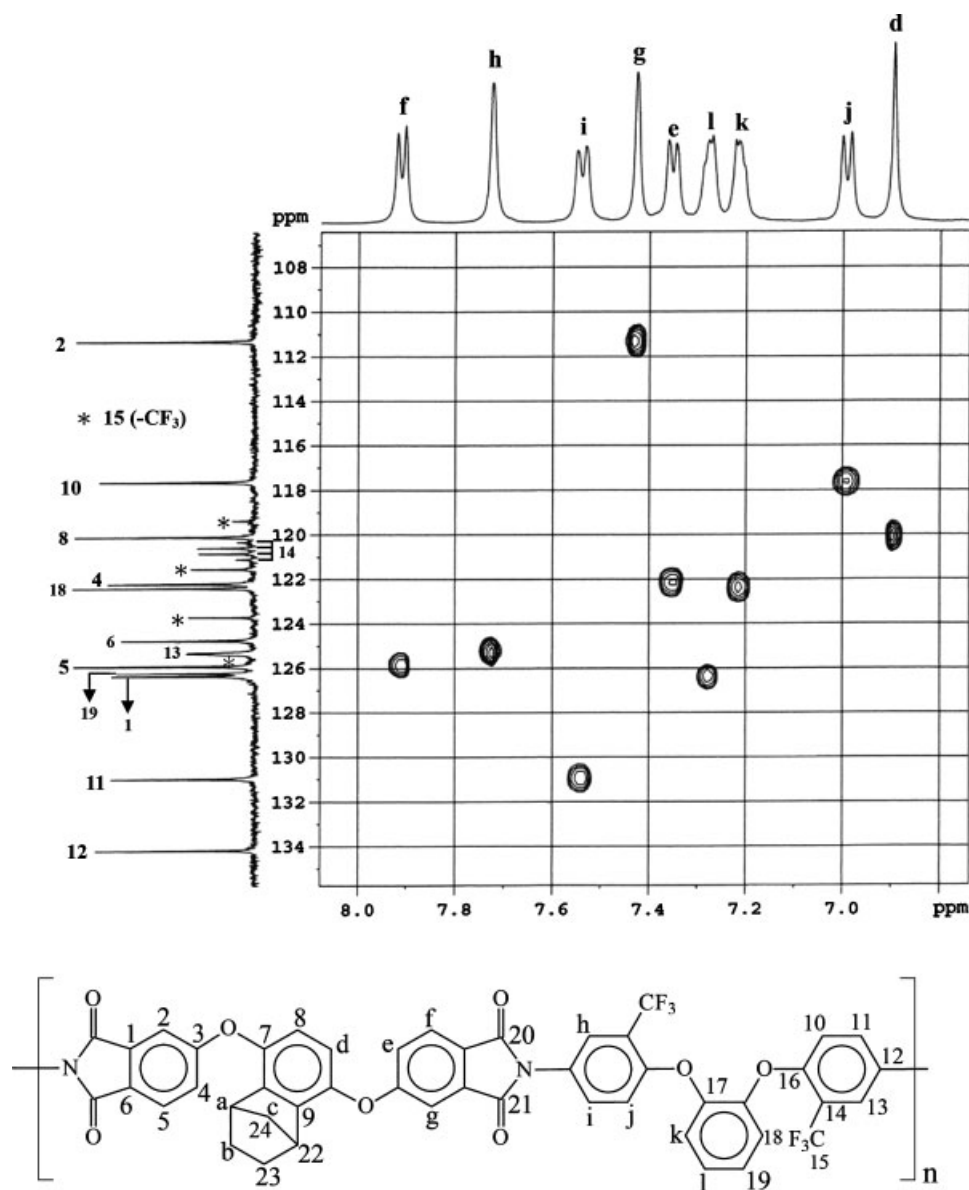 d
g
h
f
i
e
l
k
j
ppm
108
110
112
114
116
118
120
122
124
126
128
130
132
134
2
* 15 (-CF₃)
10
*
8
14
4
*
18
*
6
13
5
*
19
1
11
12
8.0 7.8 7.6 7.4 7.2 7.0 ppm
O O O O CF₃
2 8 f 20 h 10 11
1 3 O 7 d e N O O 12
N 6 4 a 9 O g 21 i j 17 16 14 13
5 c 24 k 18 F₃C
O O b 22 O O l 19 15
23 n